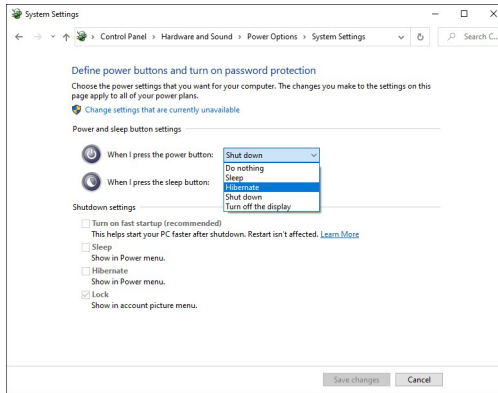 System Settings
Control Panel > Hardware and Sound > Power Options > System Settings
Search C...
Define power buttons and turn on password protection
Choose the power settings that you want for your computer. The changes you make to the settings on this
page apply to all of your power plans.
Change settings that are currently unavailable
Power and sleep button settings
When I press the power button: Shut down
Do nothing
Sleep
When I press the sleep button: Hibernate
Shut down
Turn off the display
Shutdown settings
Turn on fast startup (recommended)
This helps start your PC faster after shutdown. Restart isn't affected. Learn More
Sleep
Show in Power menu.
Hibernate
Show in Power menu.
Lock
Show in account picture menu.
Save changes Cancel